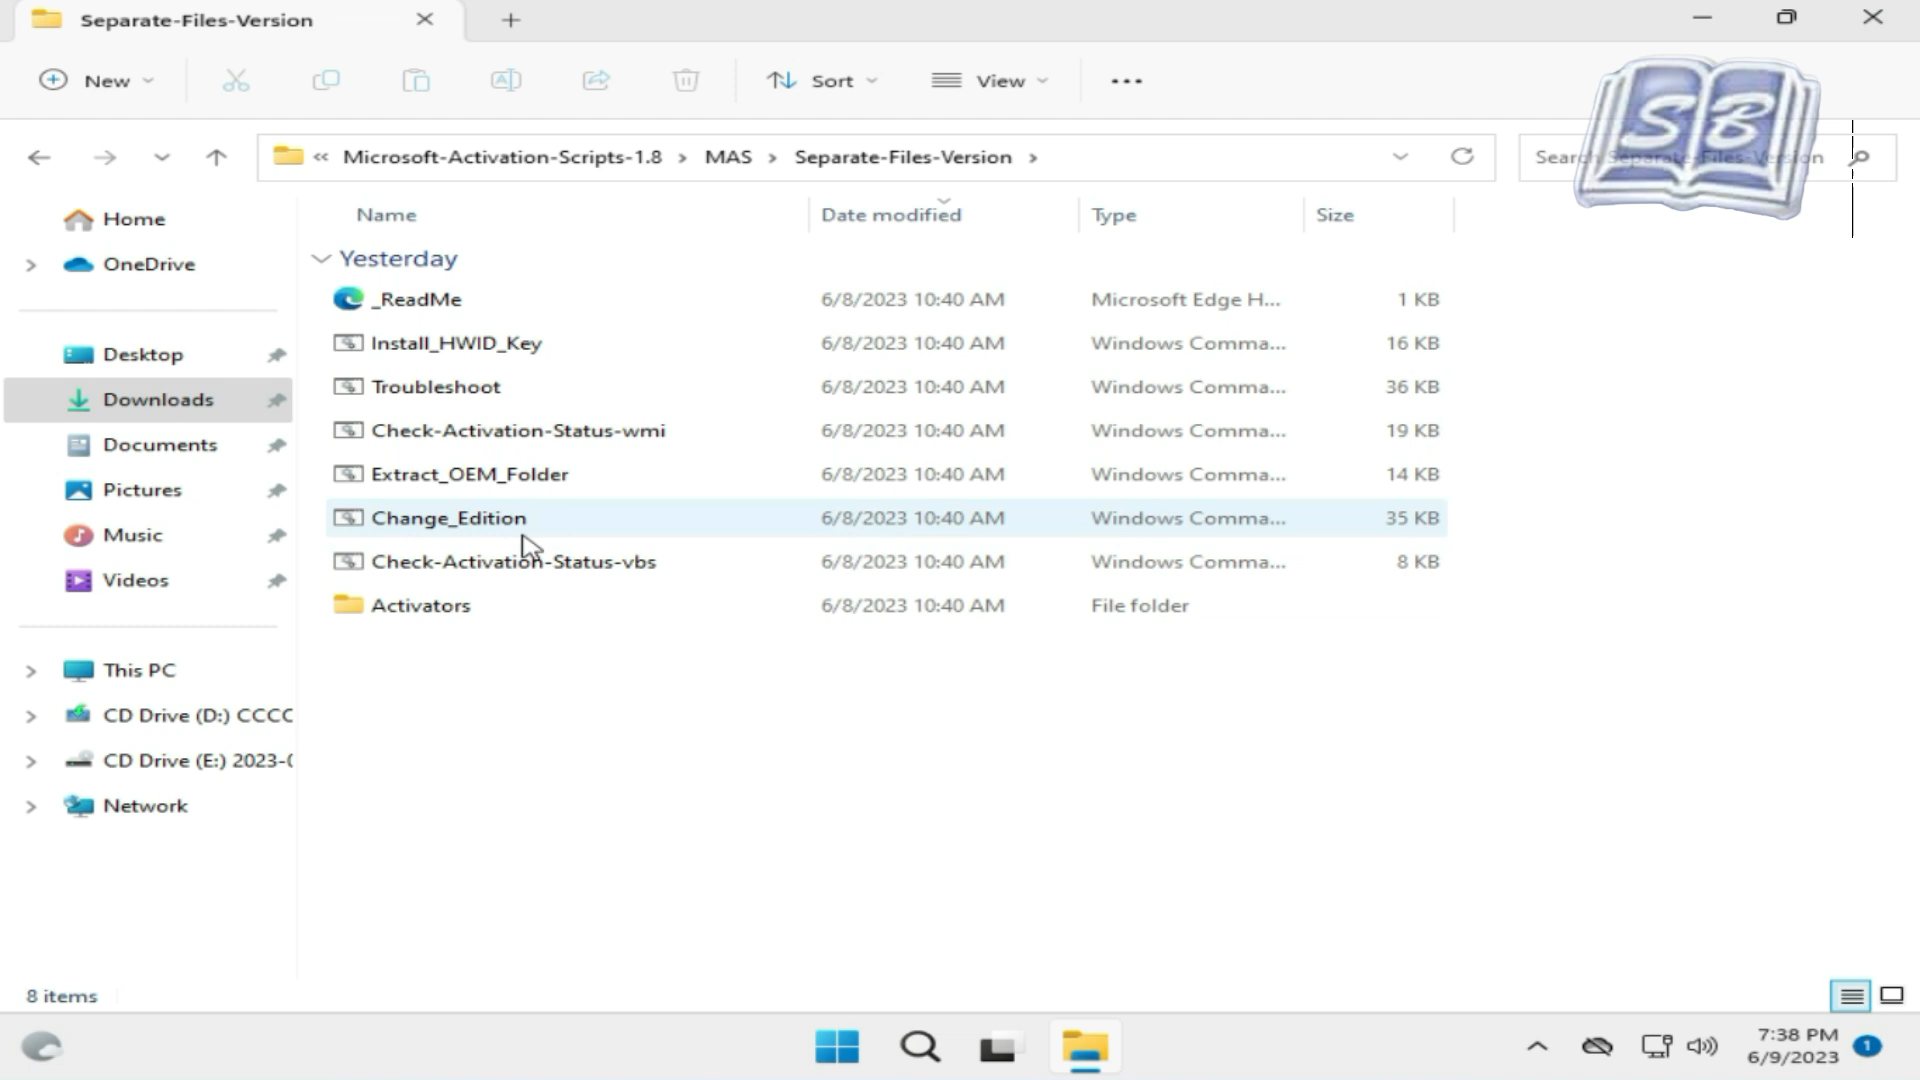 Separate-Files-Version
New
Sort
View
Microsoft-Activation-Scripts-1.8 > MAS > Separate-Files-Version >
Search Separate-Files-Version
SB
Name Date modified Type Size
Home
OneDrive
Desktop
Downloads
Documents
Pictures
Music
Videos
This PC
CD Drive (D:) CCCC
CD Drive (E:) 2023-0
Network
Yesterday
_ReadMe 6/8/2023 10:40 AM Microsoft Edge H... 1 KB
Install_HWID_Key 6/8/2023 10:40 AM Windows Comma... 16 KB
Troubleshoot 6/8/2023 10:40 AM Windows Comma... 36 KB
Check-Activation-Status-wmi 6/8/2023 10:40 AM Windows Comma... 19 KB
Extract_OEM_Folder 6/8/2023 10:40 AM Windows Comma... 14 KB
Change_Edition 6/8/2023 10:40 AM Windows Comma... 35 KB
Check-Activation-Status-vbs 6/8/2023 10:40 AM Windows Comma... 8 KB
Activators 6/8/2023 10:40 AM File folder
8 items
7:38 PM
6/9/2023
1